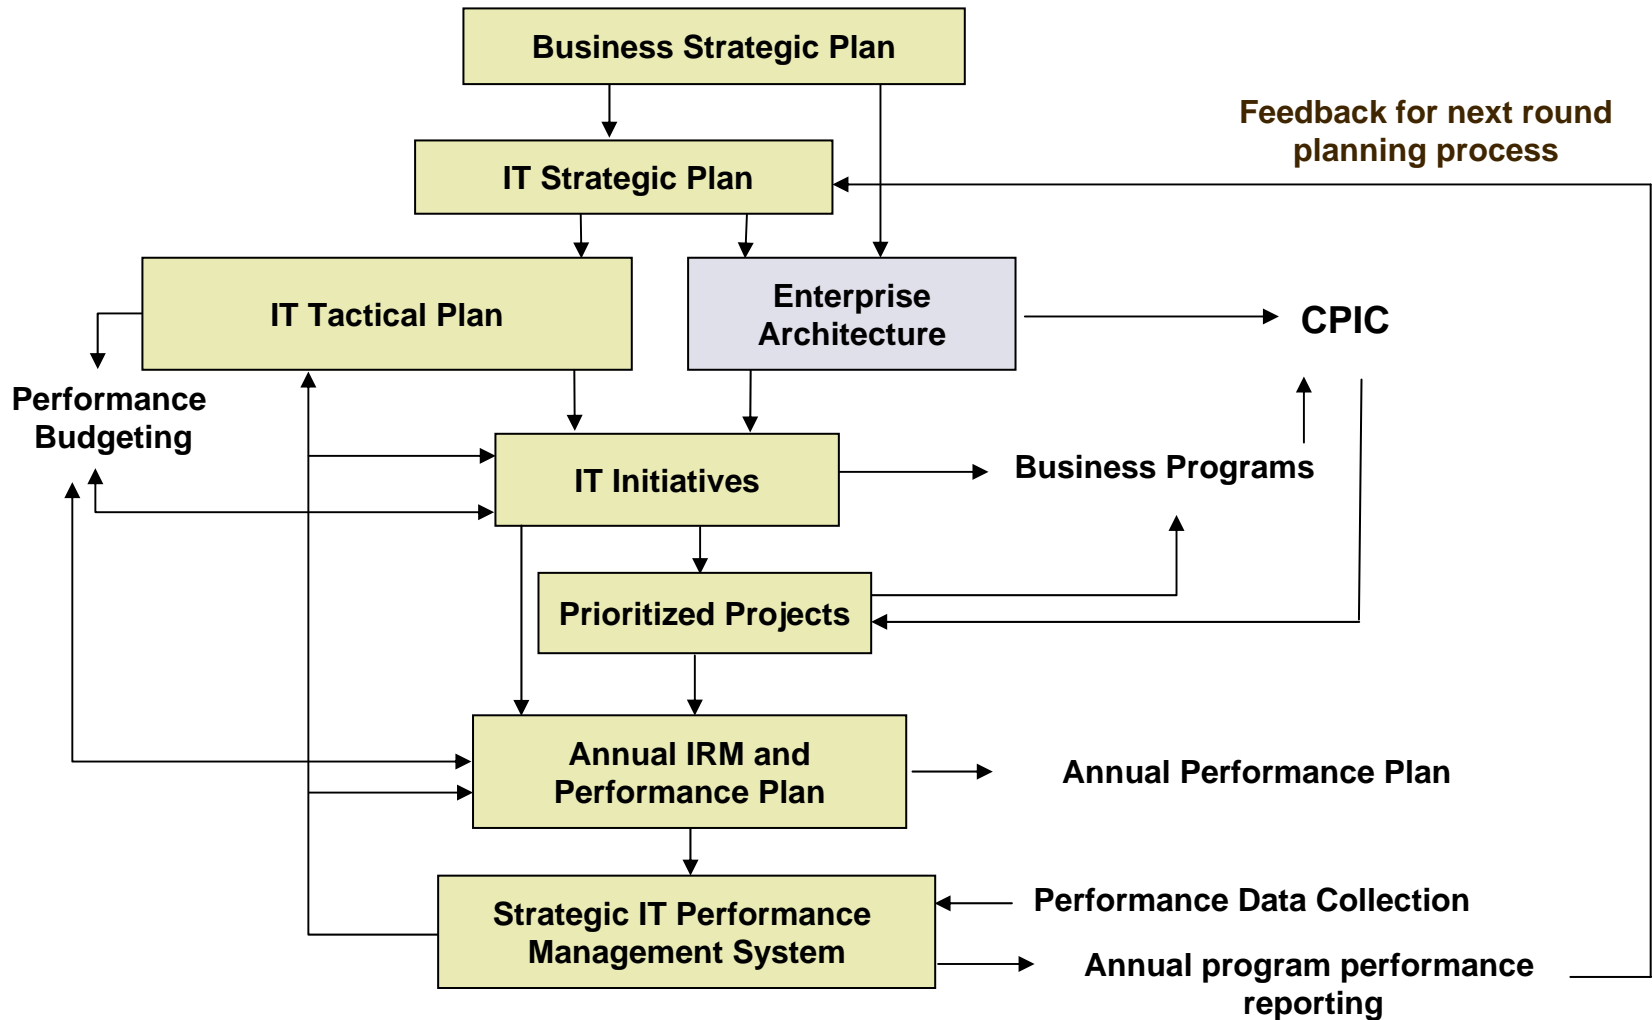 Business Strategic Plan
Feedback for next round
planning process
IT Strategic Plan
IT Tactical Plan
Enterprise
Architecture
CPIC
Performance
Budgeting
IT Initiatives
Business Programs
Prioritized Projects
Annual IRM and
Performance Plan
Annual Performance Plan
Strategic IT Performance
Management System
Performance Data Collection
Annual program performance
reporting